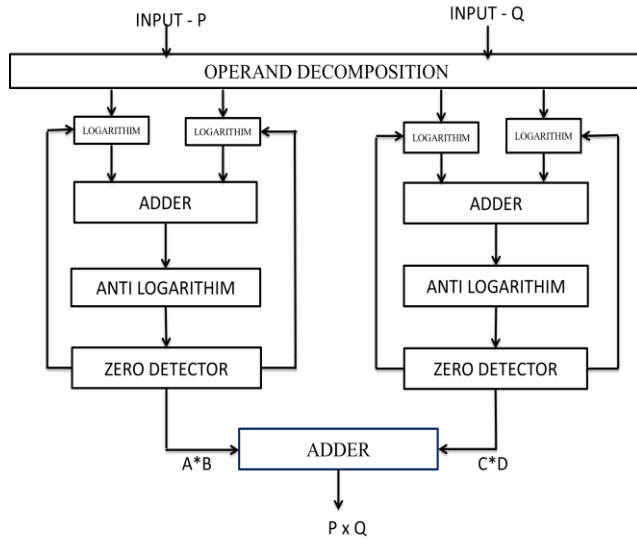 INPUT - P
INPUT - Q
OPERAND DECOMPOSITION
LOGARITHIM
LOGARITHIM
LOGARITHIM
LOGARITHIM
ADDER
ADDER
ANTI LOGARITHIM
ANTI LOGARITHIM
ZERO DETECTOR
ZERO DETECTOR
A*B
ADDER
C*D
P x Q